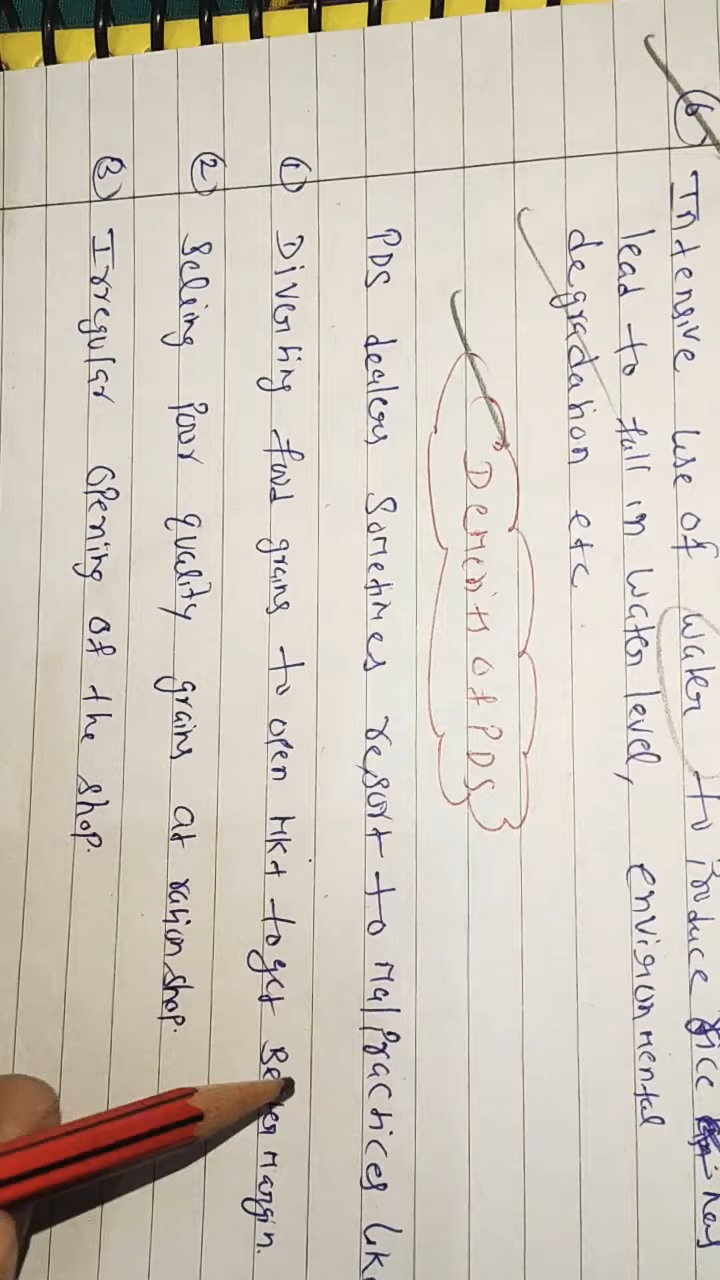 ⑥ Intensive use of water to produce rice
lead to fall in water level, environmental
degradation etc
Demerits of PDS
PDS dealers sometimes resort to malpractices like
① Diverting food grains to open MKt to get Better Margin.
② Seling Poor quality grains at ration shop.
③ Irregular opening of the shop.